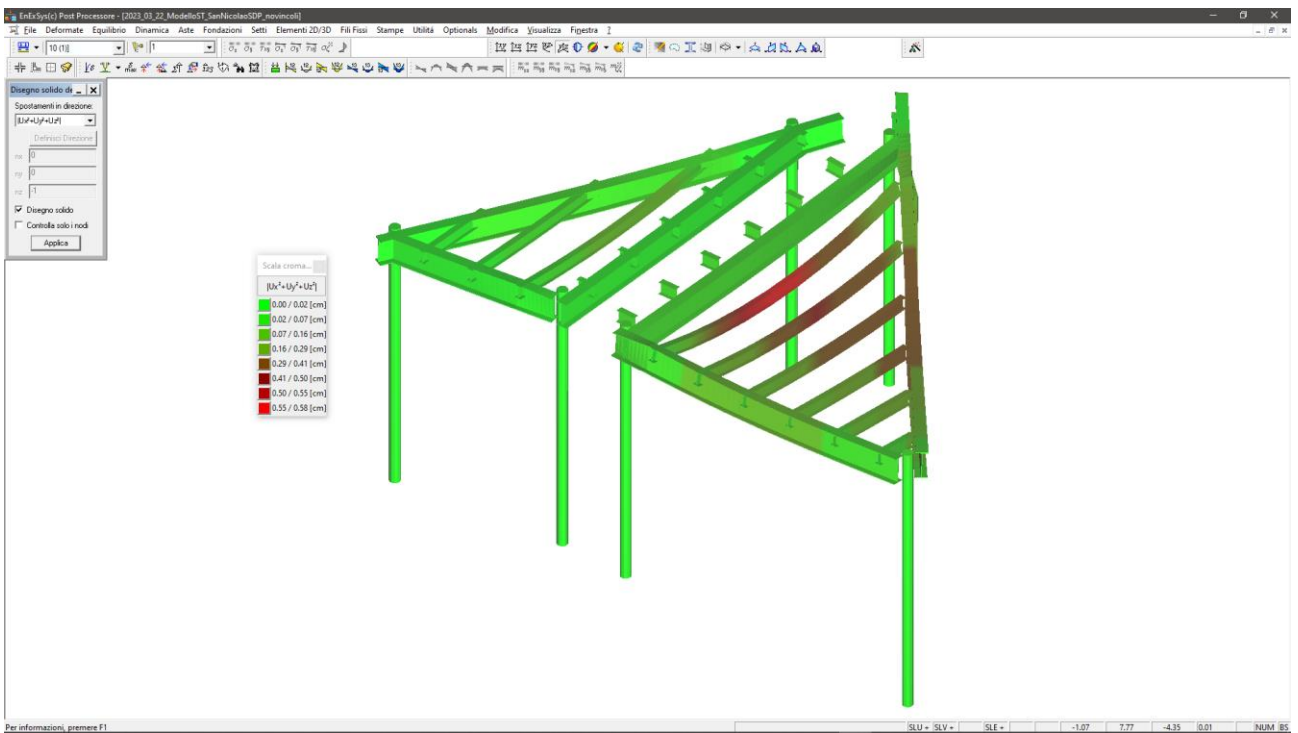 EnExSys(c) Post Processore - [2023_03_22_ModelloST_SanNicolaoSDP_novincoli]
File Deformate Equilibrio Dinamica Aste Fondazioni Setti Elementi 2D/3D Fili Fissi Stampe Utilità Optionals Modifica Visualizza Finestra ?
10 (1)| 1
Disegno solido de
Spostamenti in direzione:
|Ux²+Uy²+Uz²|
Definisci Direzione
nx 0
ny 0
nz -1
Disegno solido
Controlla solo i nodi
Applica
Scala croma...
|Ux²+Uy²+Uz²|
0.00 / 0.02 [cm]
0.02 / 0.07 [cm]
0.07 / 0.16 [cm]
0.16 / 0.29 [cm]
0.29 / 0.41 [cm]
0.41 / 0.50 [cm]
0.50 / 0.55 [cm]
0.55 / 0.58 [cm]
Per informazioni, premere F1 SLU + SLV + SLE + -1.07 7.77 -4.35 0.01 NUM BS